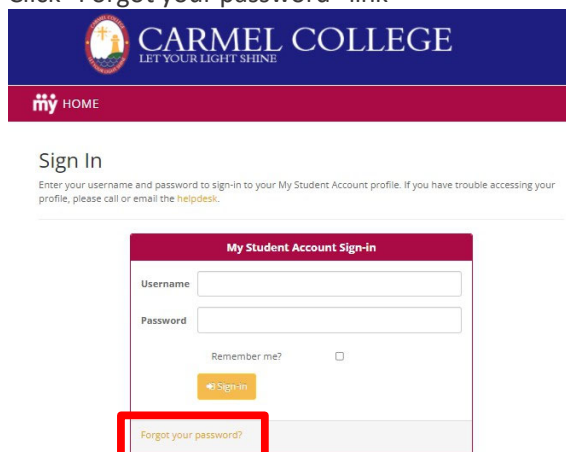 Click "Forgot your password" link
CARMEL COLLEGE
LET YOUR LIGHT SHINE
mẏ HOME
Sign In
Enter your username and password to sign-in to your My Student Account profile. If you have trouble accessing your
profile, please call or email the helpdesk.
My Student Account Sign-in
Username
Password
Remember me?
Sign-in
Forgot your password?